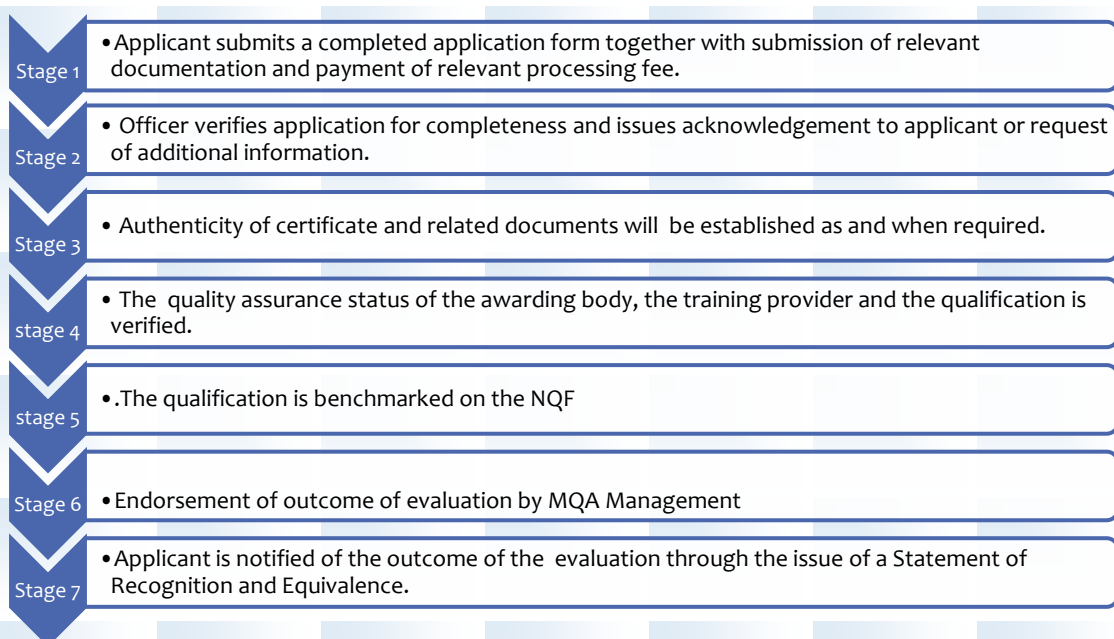 Stage 1
•Applicant submits a completed application form together with submission of relevant
documentation and payment of relevant processing fee.
Stage 2
• Officer verifies application for completeness and issues acknowledgement to applicant or request
of additional information.
Stage 3
• Authenticity of certificate and related documents will be established as and when required.
stage 4
• The quality assurance status of the awarding body, the training provider and the qualification is
verified.
stage 5
•.The qualification is benchmarked on the NQF
Stage 6
•Endorsement of outcome of evaluation by MQA Management
Stage 7
•Applicant is notified of the outcome of the evaluation through the issue of a Statement of
Recognition and Equivalence.